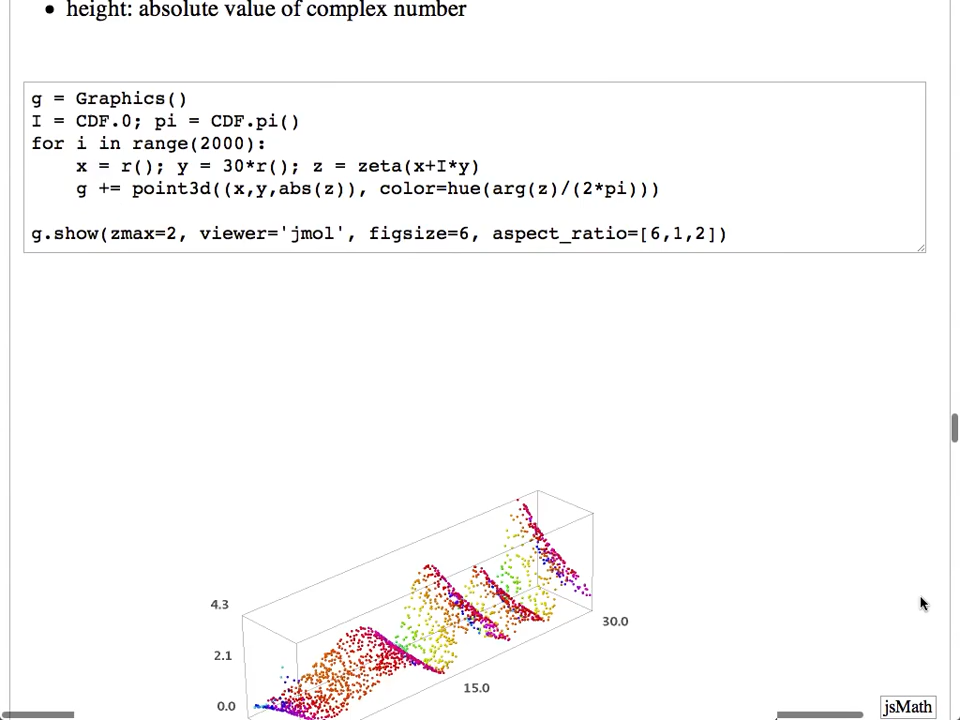 • height: absolute value of complex number
g = Graphics()
I = CDF.0; pi = CDF.pi()
for i in range(2000):
    x = r(); y = 30*r(); z = zeta(x+I*y)
    g += point3d((x,y,abs(z)), color=hue(arg(z)/(2*pi)))
g.show(zmax=2, viewer='jmol', figsize=6, aspect_ratio=[6,1,2])
4.3
30.0
2.1
15.0
0.0
jsMath